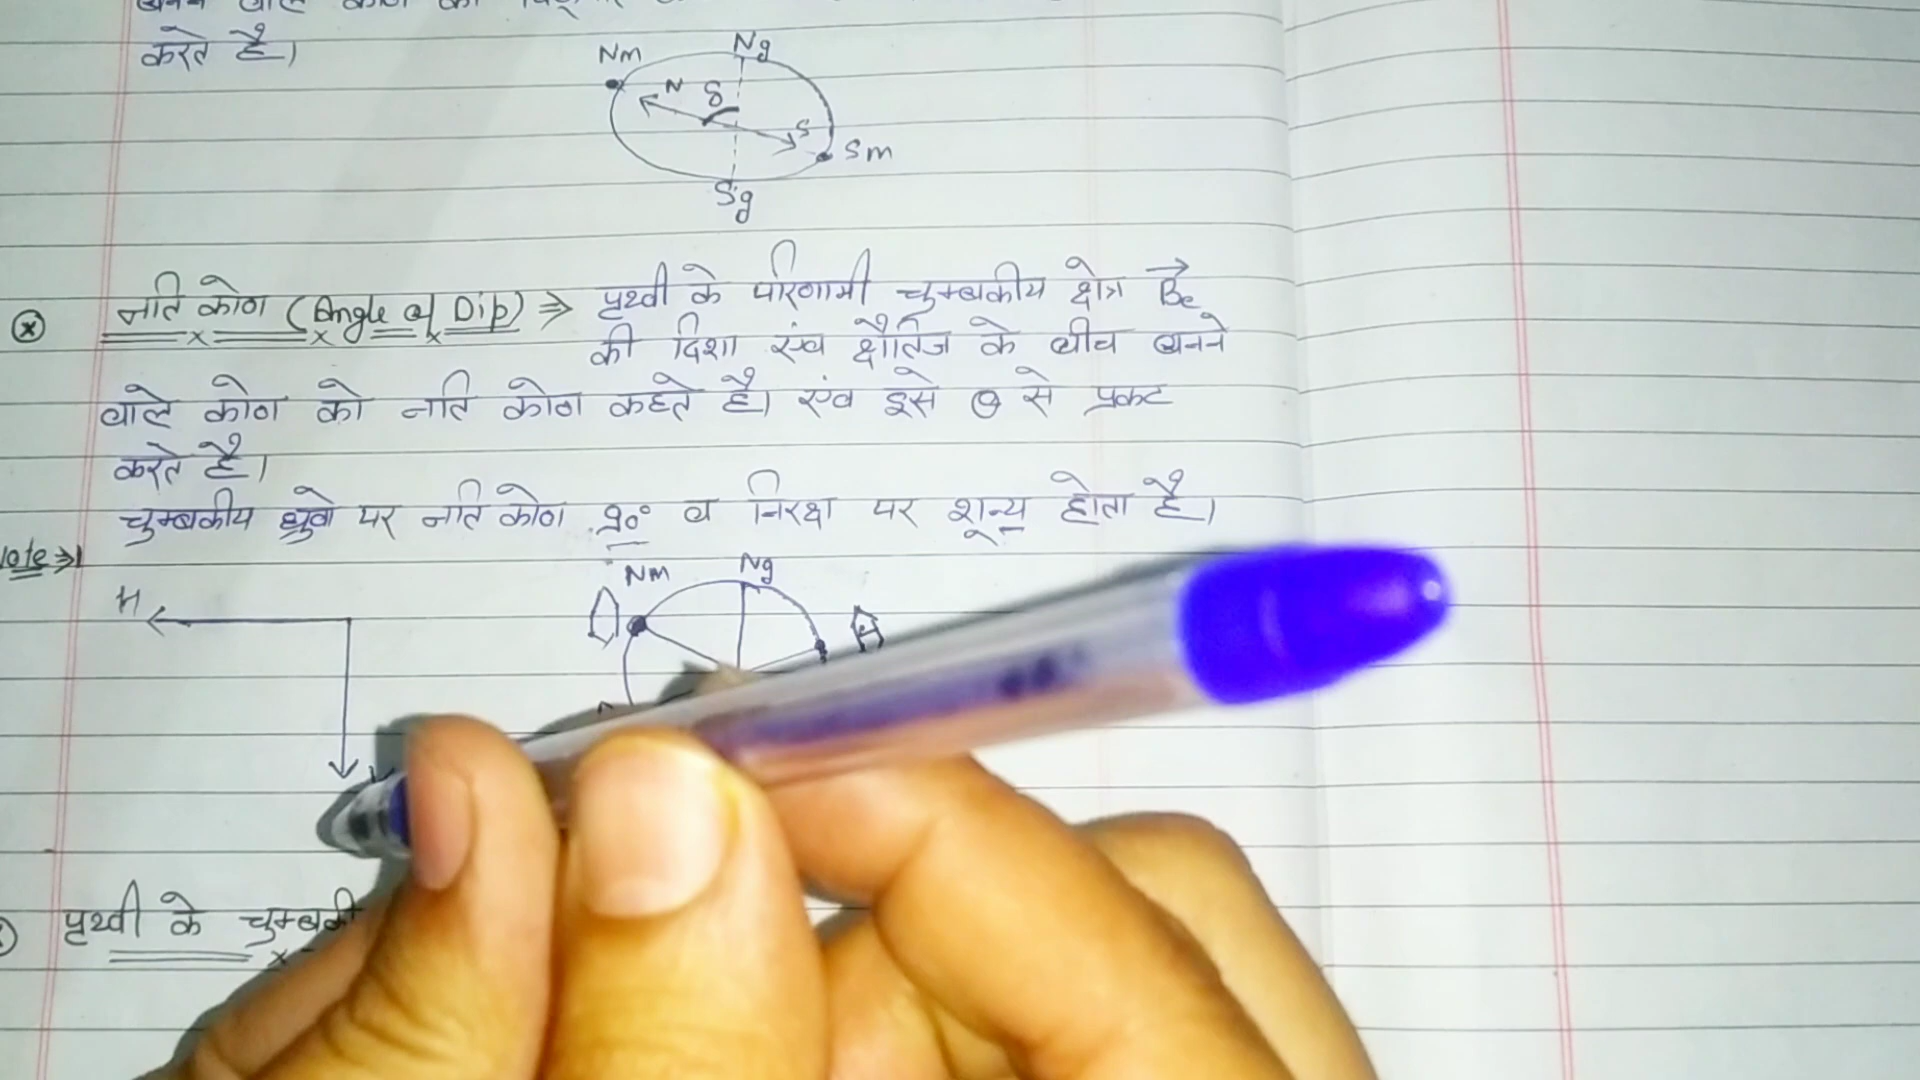 करते है।
Nm Ng
N δ S
Sm
Sg
नति कोण (Angle of Dip) ⇒ पृथ्वी के परिणामी चुम्बकीय क्षेत्र Be
की दिशा एंव क्षैतिज के बीच बनने
वाले कोण को नति कोण कहते है। एंव इसे θ से प्रकट
करते है।
चुम्बकीय ध्रुवो पर नति कोण 90° व निरक्ष पर शून्य होता है।
Note ⇒
Nm Ng
H
पृथ्वी के चुम्बकी